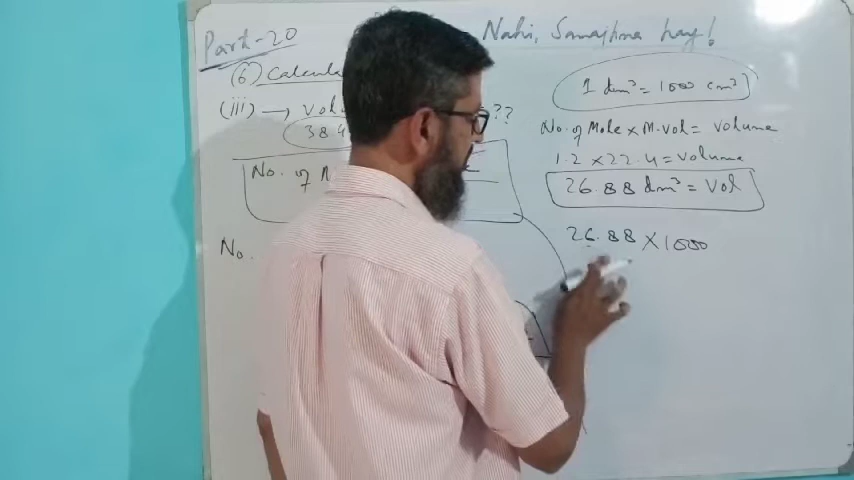 Part-20
Nahi, Samajhna hay!
(6) Calcula
(iii) → Vol
??
38.4
No. of M
No.
1 dm³ = 1000 cm³
No. of Mole × M.Vol = Volume
1.2 × 22.4 = Volume
26.88 dm³ = Vol
26.88 × 1000